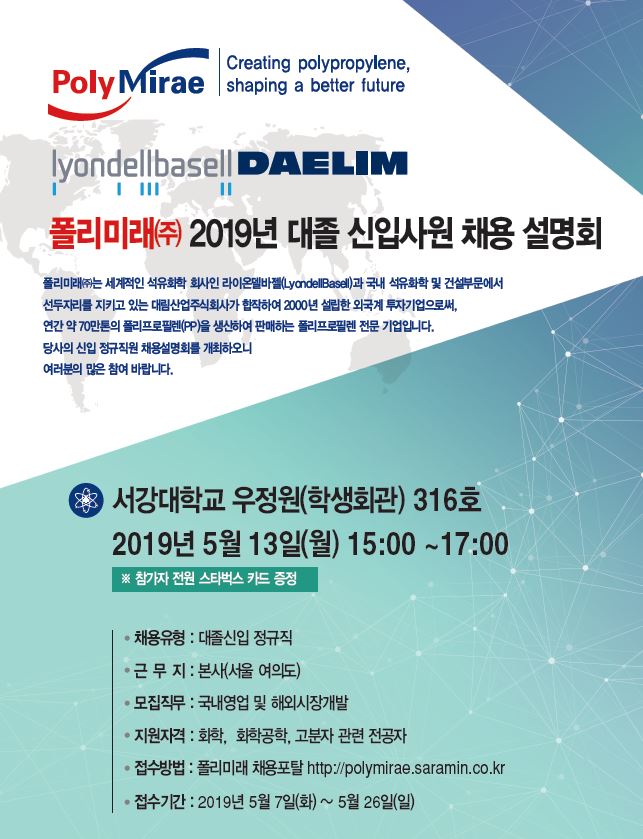 PolyMirae
Creating polypropylene,
shaping a better future
lyondellbasell DAELIM
폴리미래㈜ 2019년 대졸 신입사원 채용 설명회
폴리미래㈜는 세계적인 석유화학 회사인 라이온델바젤(LyondellBasell)과 국내 석유화학 및 건설부문에서
선두자리를 지키고 있는 대림산업주식회사가 합작하여 2000년 설립한 외국계 투자기업으로써,
연간 약 70만톤의 폴리프로필렌(PP)을 생산하여 판매하는 폴리프로필렌 전문 기업입니다.
당사의 신입 정규직원 채용설명회를 개최하오니
여러분의 많은 참여 바랍니다.
서강대학교 우정원(학생회관) 316호
2019년 5월 13일(월) 15:00 ~17:00
※ 참가자 전원 스타벅스 카드 증정
• 채용유형 : 대졸신입 정규직
• 근 무 지 : 본사(서울 여의도)
• 모집직무 : 국내영업 및 해외시장개발
• 지원자격 : 화학, 화학공학, 고분자 관련 전공자
• 접수방법 : 폴리미래 채용포탈 http://polymirae.saramin.co.kr
• 접수기간 : 2019년 5월 7일(화) ~ 5월 26일(일)